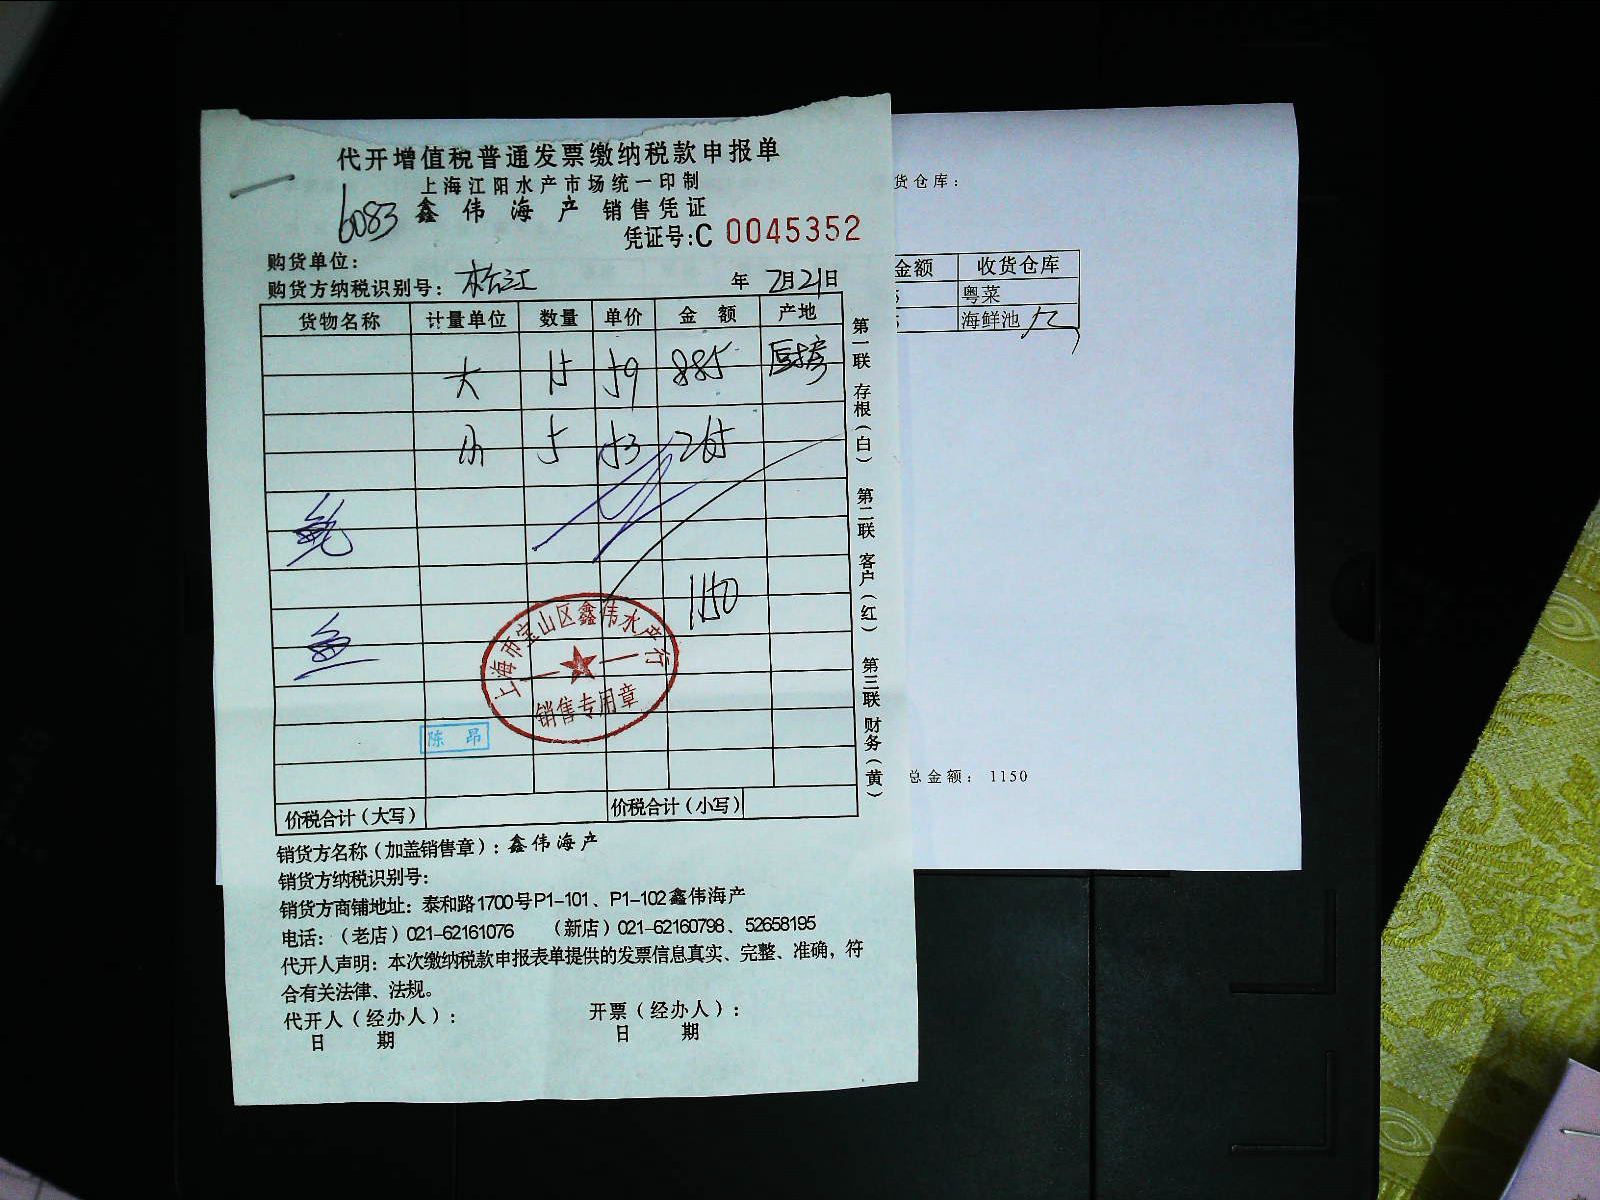 代开增值税普通发票缴纳税款申报单
上海江阳水产市场统一印制
6083 鑫伟海产 销售凭证
凭证号:C 0045352
购货单位:
购货方纳税识别号: 松江 年 7月21日
货物名称 计量单位 数量 单价 金额 产地
大 15 59 885 厨房
小 5 53 265
鲍
1150
鱼
上海市宝山区鑫伟水产行
销售专用章
陈昂
价税合计(大写) 价税合计(小写)
第一联 存根(白) 第二联 客户(红) 第三联 财务(黄)
销货方名称(加盖销售章): 鑫伟海产
销货方纳税识别号:
销货方商铺地址: 泰和路1700号P1-101、P1-102鑫伟海产
电话:(老店)021-62161076 (新店)021-62160798、52658195
代开人声明: 本次缴纳税款申报表单提供的发票信息真实、完整、准确, 符
合有关法律、法规。
代开人(经办人): 开票(经办人):
日 期 日 期
货仓库:
金额 收货仓库
5 粤菜
5 海鲜池
总金额: 1150